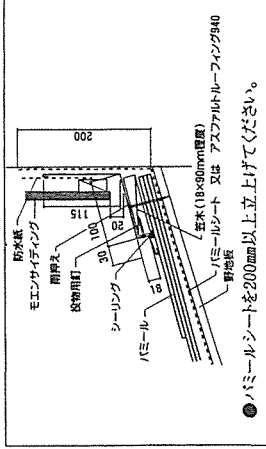 防水紙
モエンサイディング
雨押え
役物用釘
シーリング
パミール
200
115
20
100
30
18
笠木(18×90mm程度)
パミールシート 又は アスファルトルーフィング940
野地板
●パミールシートを200mm以上立上げてください。